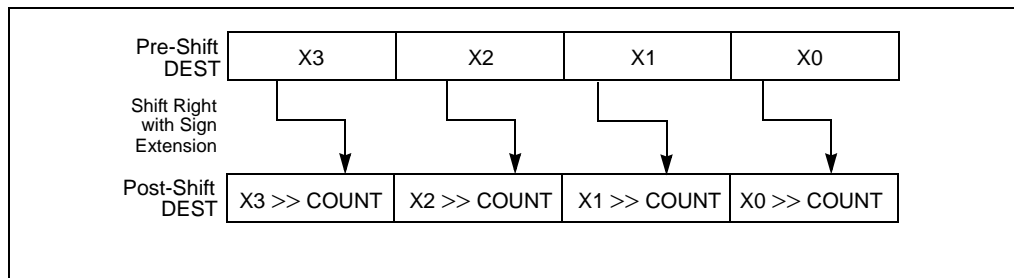 Pre-Shift
DEST
X3 X2 X1 X0
Shift Right
with Sign
Extension
Post-Shift
DEST
X3 >> COUNT X2 >> COUNT X1 >> COUNT X0 >> COUNT